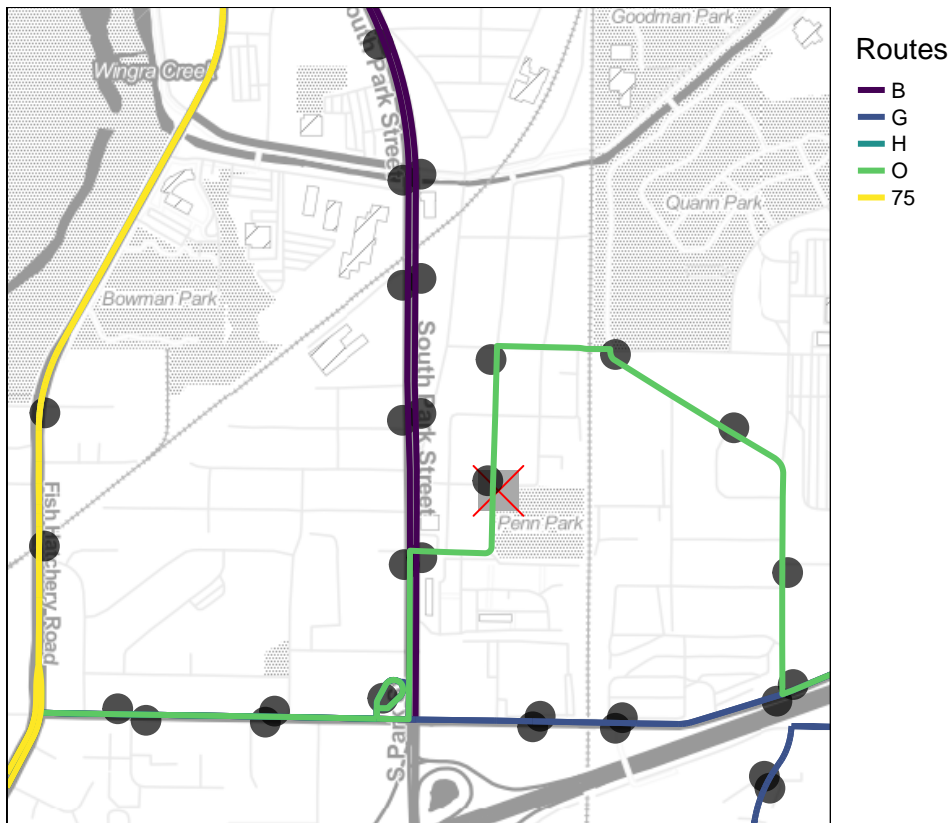 Goodman Park
South Park Street
Wingra Creek
Routes
B
G
H
O
75
Quann Park
Bowman Park
South Park Street
Fish Hatchery Road
Penn Park
S Park